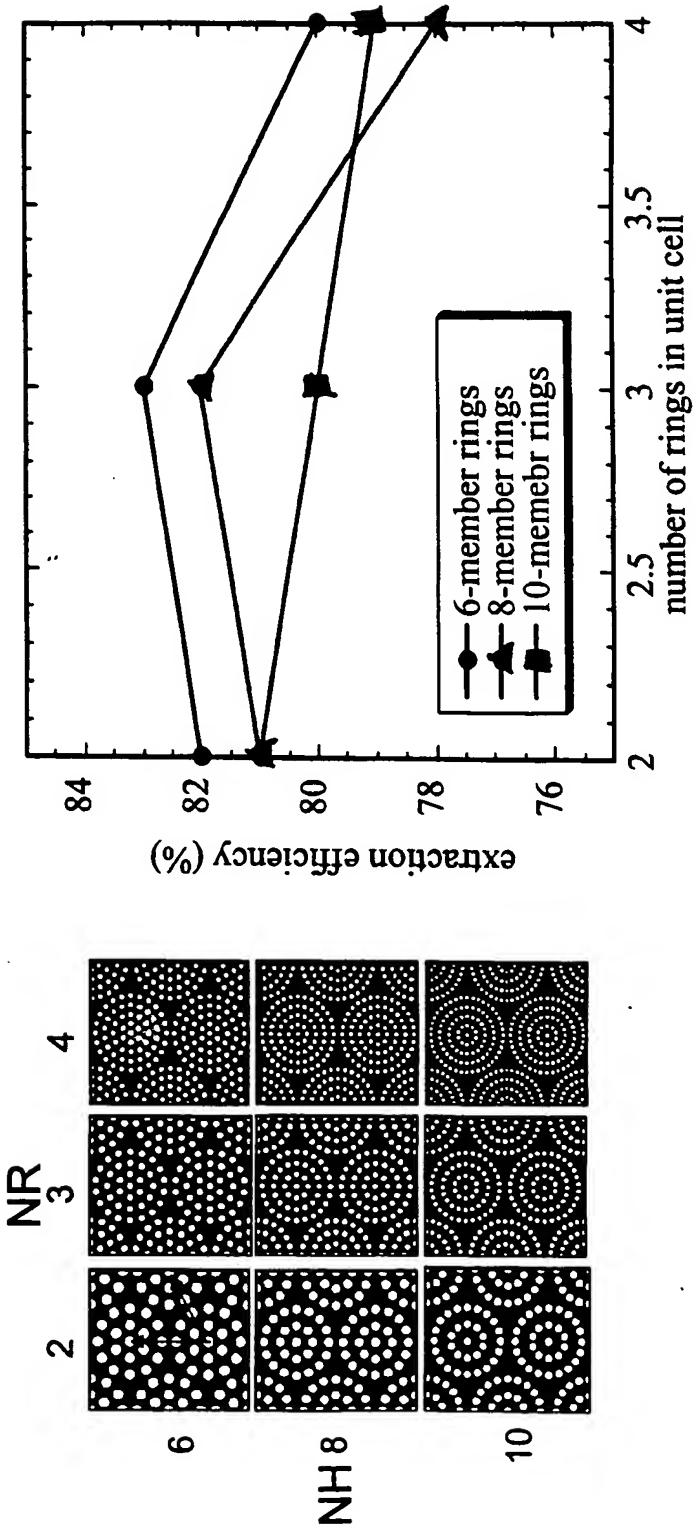 NR
2 3 4
6
NH 8
10
extraction efficiency (%)
84
82
80
78
76
2 2.5 3 3.5 4
number of rings in unit cell
6-member rings
8-member rings
10-memebr rings